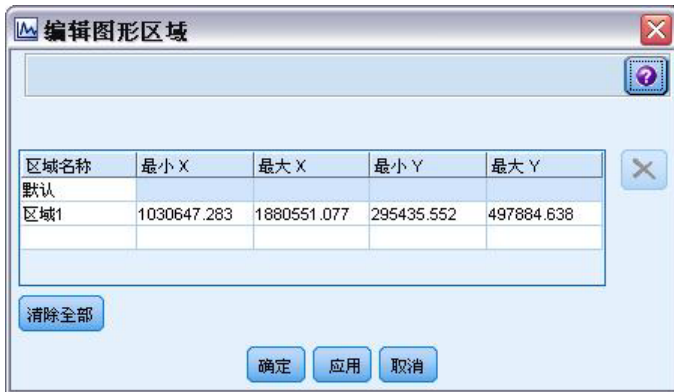 编辑图形区域
区域名称 最小 X 最大 X 最小 Y 最大 Y
默认
区域1 1030647.283 1880551.077 295435.552 497884.638
清除全部
确定 应用 取消